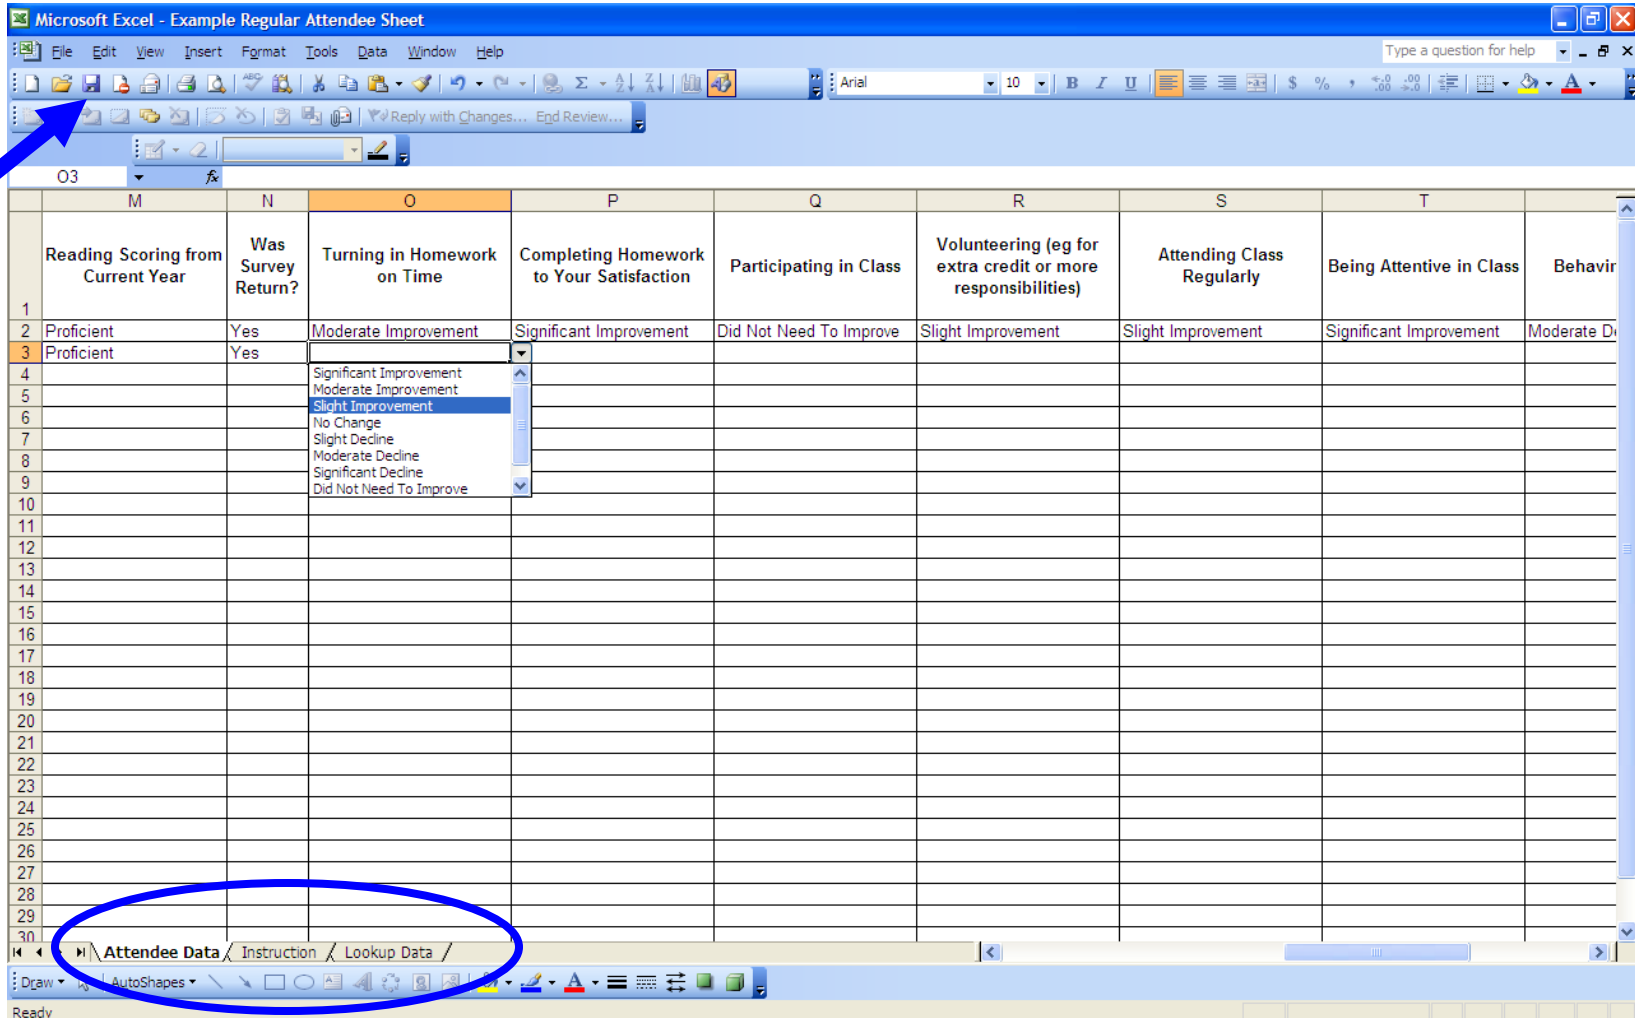 Microsoft Excel - Example Regular Attendee Sheet
File Edit View Insert Format Tools Data Window Help Type a question for help
Arial 10 B I U $ % ,
Reply with Changes... End Review...
O3 fx
M N O P Q R S T
1 Reading Scoring from Current Year Was Survey Return? Turning in Homework on Time Completing Homework to Your Satisfaction Participating in Class Volunteering (eg for extra credit or more responsibilities) Attending Class Regularly Being Attentive in Class Behavin
2 Proficient Yes Moderate Improvement Significant Improvement Did Not Need To Improve Slight Improvement Slight Improvement Significant Improvement Moderate De
3 Proficient Yes
Significant Improvement
Moderate Improvement
Slight Improvement
No Change
Slight Decline
Moderate Decline
Significant Decline
Did Not Need To Improve
4
5
6
7
8
9
10
11
12
13
14
15
16
17
18
19
20
21
22
23
24
25
26
27
28
29
30
Attendee Data Instruction Lookup Data
Draw AutoShapes
Ready